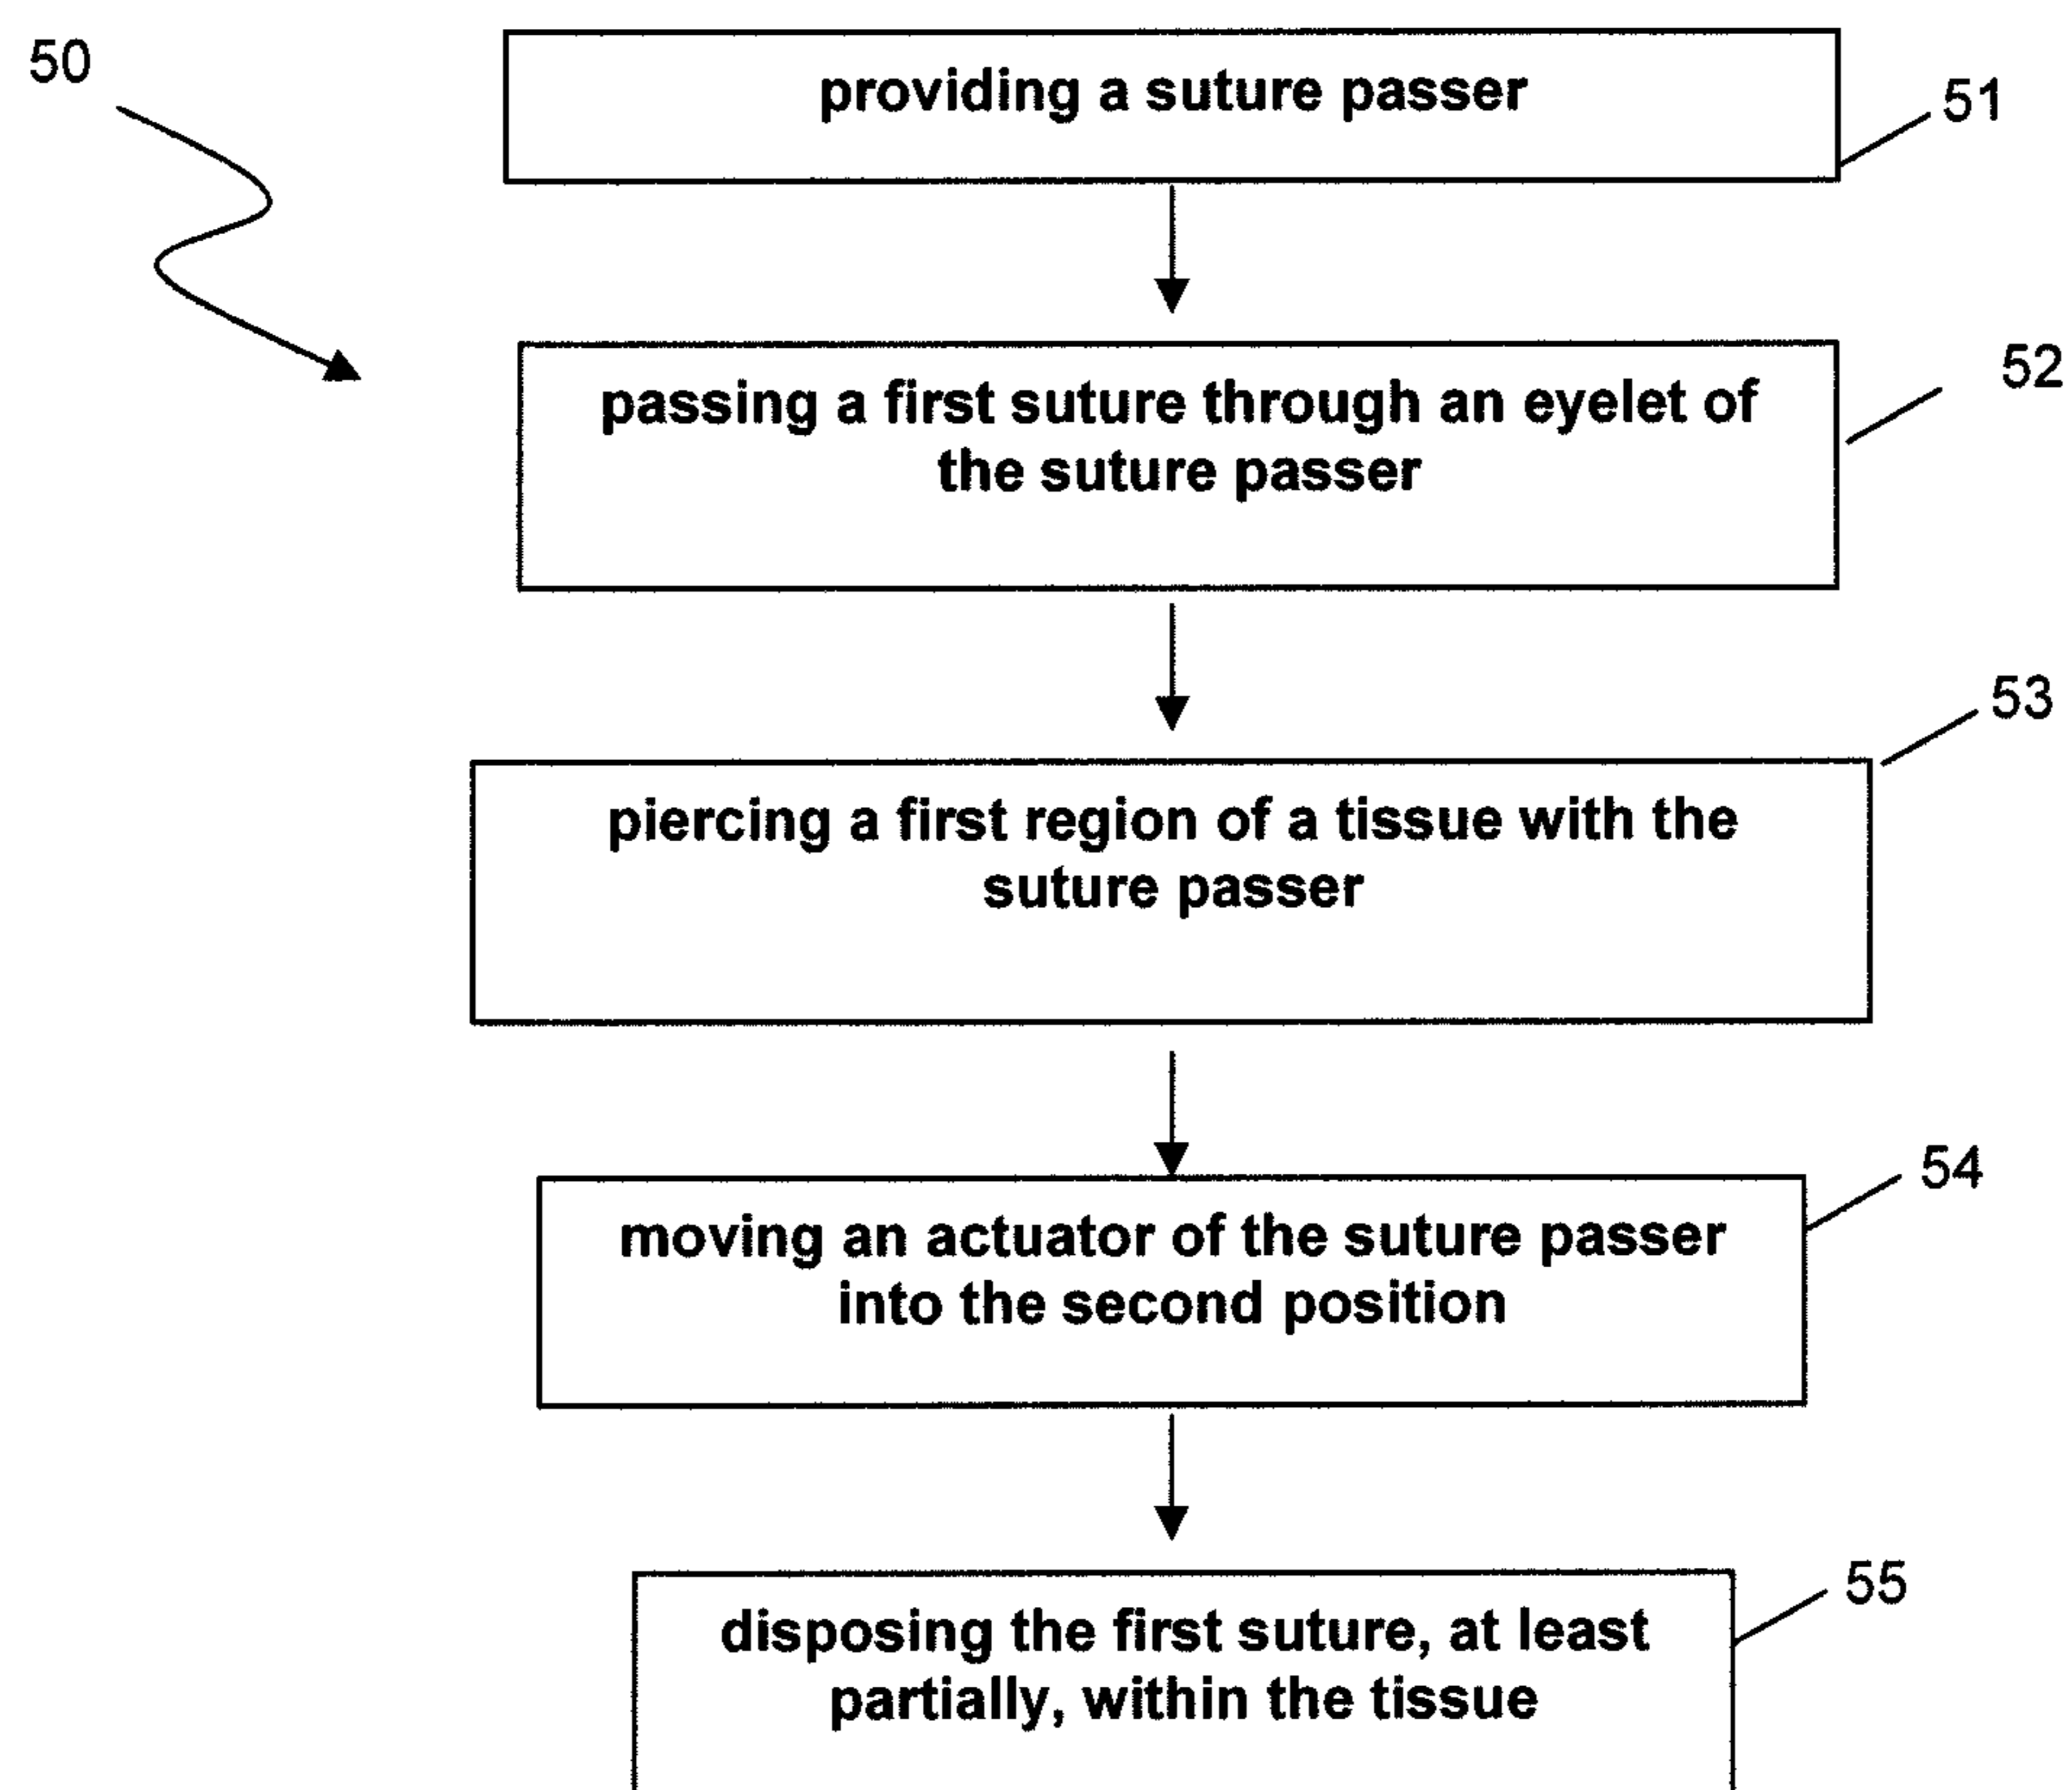 50
providing a suture passer
51
passing a first suture through an eyelet of
the suture passer
52
piercing a first region of a tissue with the
suture passer
53
moving an actuator of the suture passer
into the second position
54
disposing the first suture, at least
partially, within the tissue
55